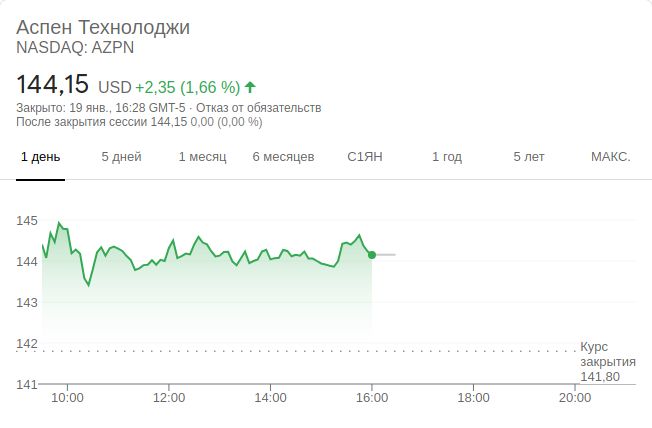 Аспен Технолоджи
NASDAQ: AZPN
144,15 USD +2,35 (1,66 %)
Закрыто: 19 янв., 16:28 GMT-5 · Отказ от обязательств
После закрытия сессии 144,15 0,00 (0,00 %)
1 день 5 дней 1 месяц 6 месяцев С1ЯН 1 год 5 лет МАКС.
145
144
143
142
Курс
закрытия
141,80
141
10:00 12:00 14:00 16:00 18:00 20:00